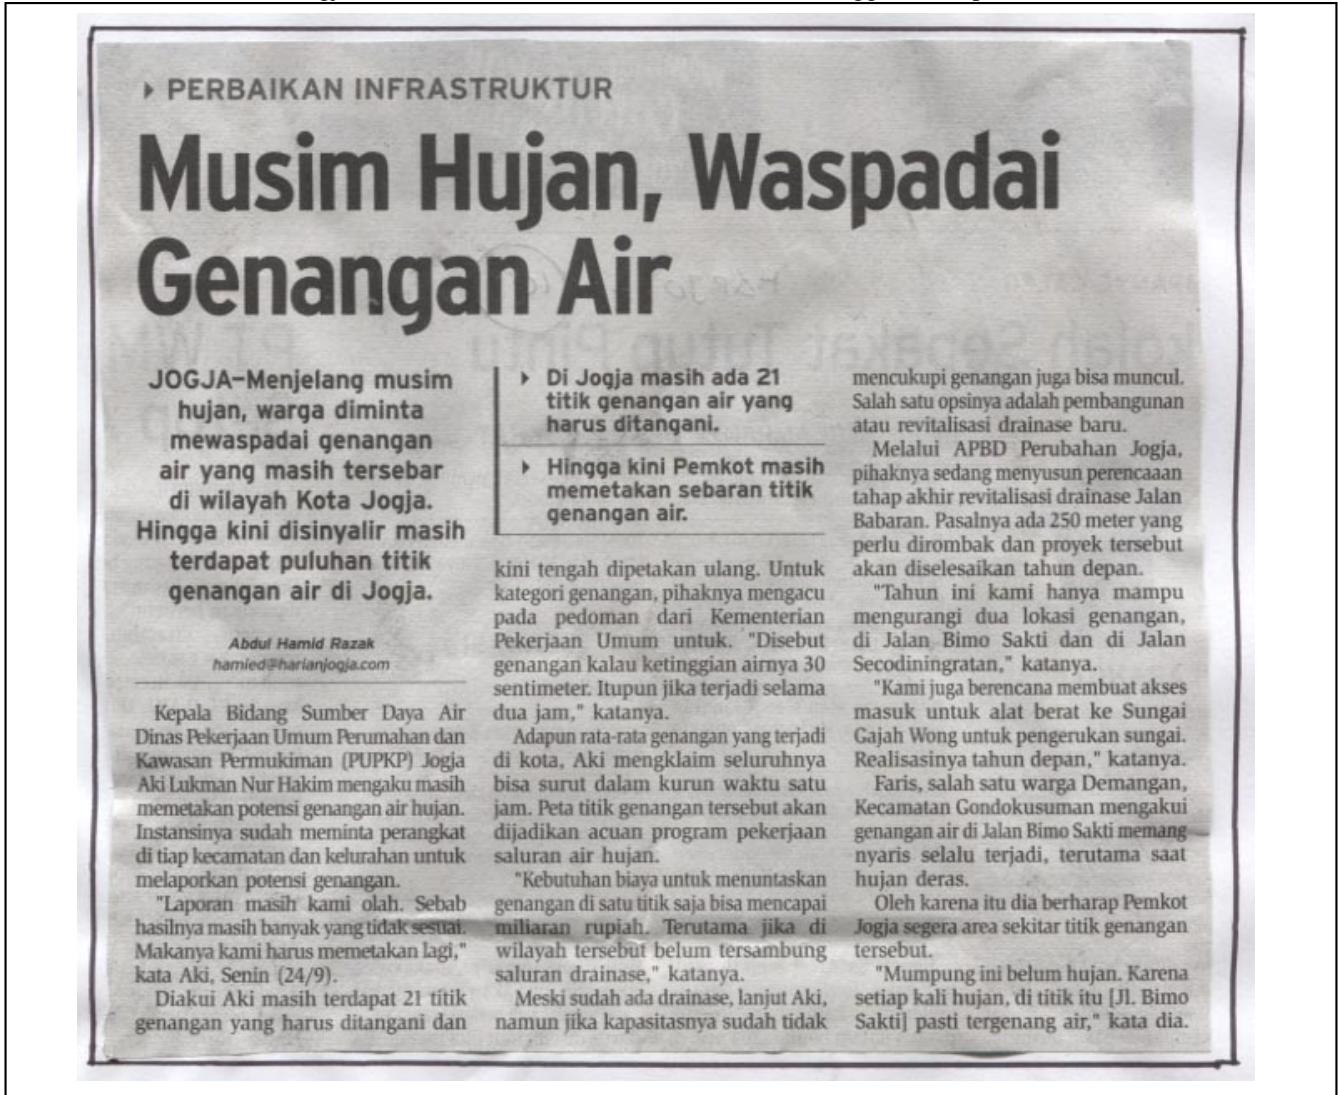 PERBAIKAN INFRASTRUKTUR
Musim Hujan, Waspadai
Genangan Air
JOGJA–Menjelang musim
hujan, warga diminta
mewaspadai genangan
air yang masih tersebar
di wilayah Kota Jogja.
Hingga kini disinyalir masih
terdapat puluhan titik
genangan air di Jogja.
Abdul Hamid Razak
hamied@harianjogja.com
Kepala Bidang Sumber Daya Air
Dinas Pekerjaan Umum Perumahan dan
Kawasan Permukiman (PUPKP) Jogja
Aki Lukman Nur Hakim mengaku masih
memetakan potensi genangan air hujan.
Instansinya sudah meminta perangkat
di tiap kecamatan dan kelurahan untuk
melaporkan potensi genangan.
"Laporan masih kami olah. Sebab
hasilnya masih banyak yang tidak sesuai.
Makanya kami harus memetakan lagi,"
kata Aki, Senin (24/9).
Diakui Aki masih terdapat 21 titik
genangan yang harus ditangani dan
Di Jogja masih ada 21
titik genangan air yang
harus ditangani.
Hingga kini Pemkot masih
memetakan sebaran titik
genangan air.
kini tengah dipetakan ulang. Untuk
kategori genangan, pihaknya mengacu
pada pedoman dari Kementerian
Pekerjaan Umum untuk. "Disebut
genangan kalau ketinggian airnya 30
sentimeter. Itupun jika terjadi selama
dua jam," katanya.
Adapun rata-rata genangan yang terjadi
di kota, Aki mengklaim seluruhnya
bisa surut dalam kurun waktu satu
jam. Peta titik genangan tersebut akan
dijadikan acuan program pekerjaan
saluran air hujan.
"Kebutuhan biaya untuk menuntaskan
genangan di satu titik saja bisa mencapai
miliaran rupiah. Terutama jika di
wilayah tersebut belum tersambung
saluran drainase," katanya.
Meski sudah ada drainase, lanjut Aki,
namun jika kapasitasnya sudah tidak
mencukupi genangan juga bisa muncul.
Salah satu opsinya adalah pembangunan
atau revitalisasi drainase baru.
Melalui APBD Perubahan Jogja,
pihaknya sedang menyusun perencaaan
tahap akhir revitalisasi drainase Jalan
Babaran. Pasalnya ada 250 meter yang
perlu dirombak dan proyek tersebut
akan diselesaikan tahun depan.
"Tahun ini kami hanya mampu
mengurangi dua lokasi genangan,
di Jalan Bimo Sakti dan di Jalan
Secodiningratan," katanya.
"Kami juga berencana membuat akses
masuk untuk alat berat ke Sungai
Gajah Wong untuk pengerukan sungai.
Realisasinya tahun depan," katanya.
Faris, salah satu warga Demangan,
Kecamatan Gondokusuman mengakui
genangan air di Jalan Bimo Sakti memang
nyaris selalu terjadi, terutama saat
hujan deras.
Oleh karena itu dia berharap Pemkot
Jogja segera area sekitar titik genangan
tersebut.
"Mumpung ini belum hujan. Karena
setiap kali hujan, di titik itu [Jl. Bimo
Sakti] pasti tergenang air," kata dia.